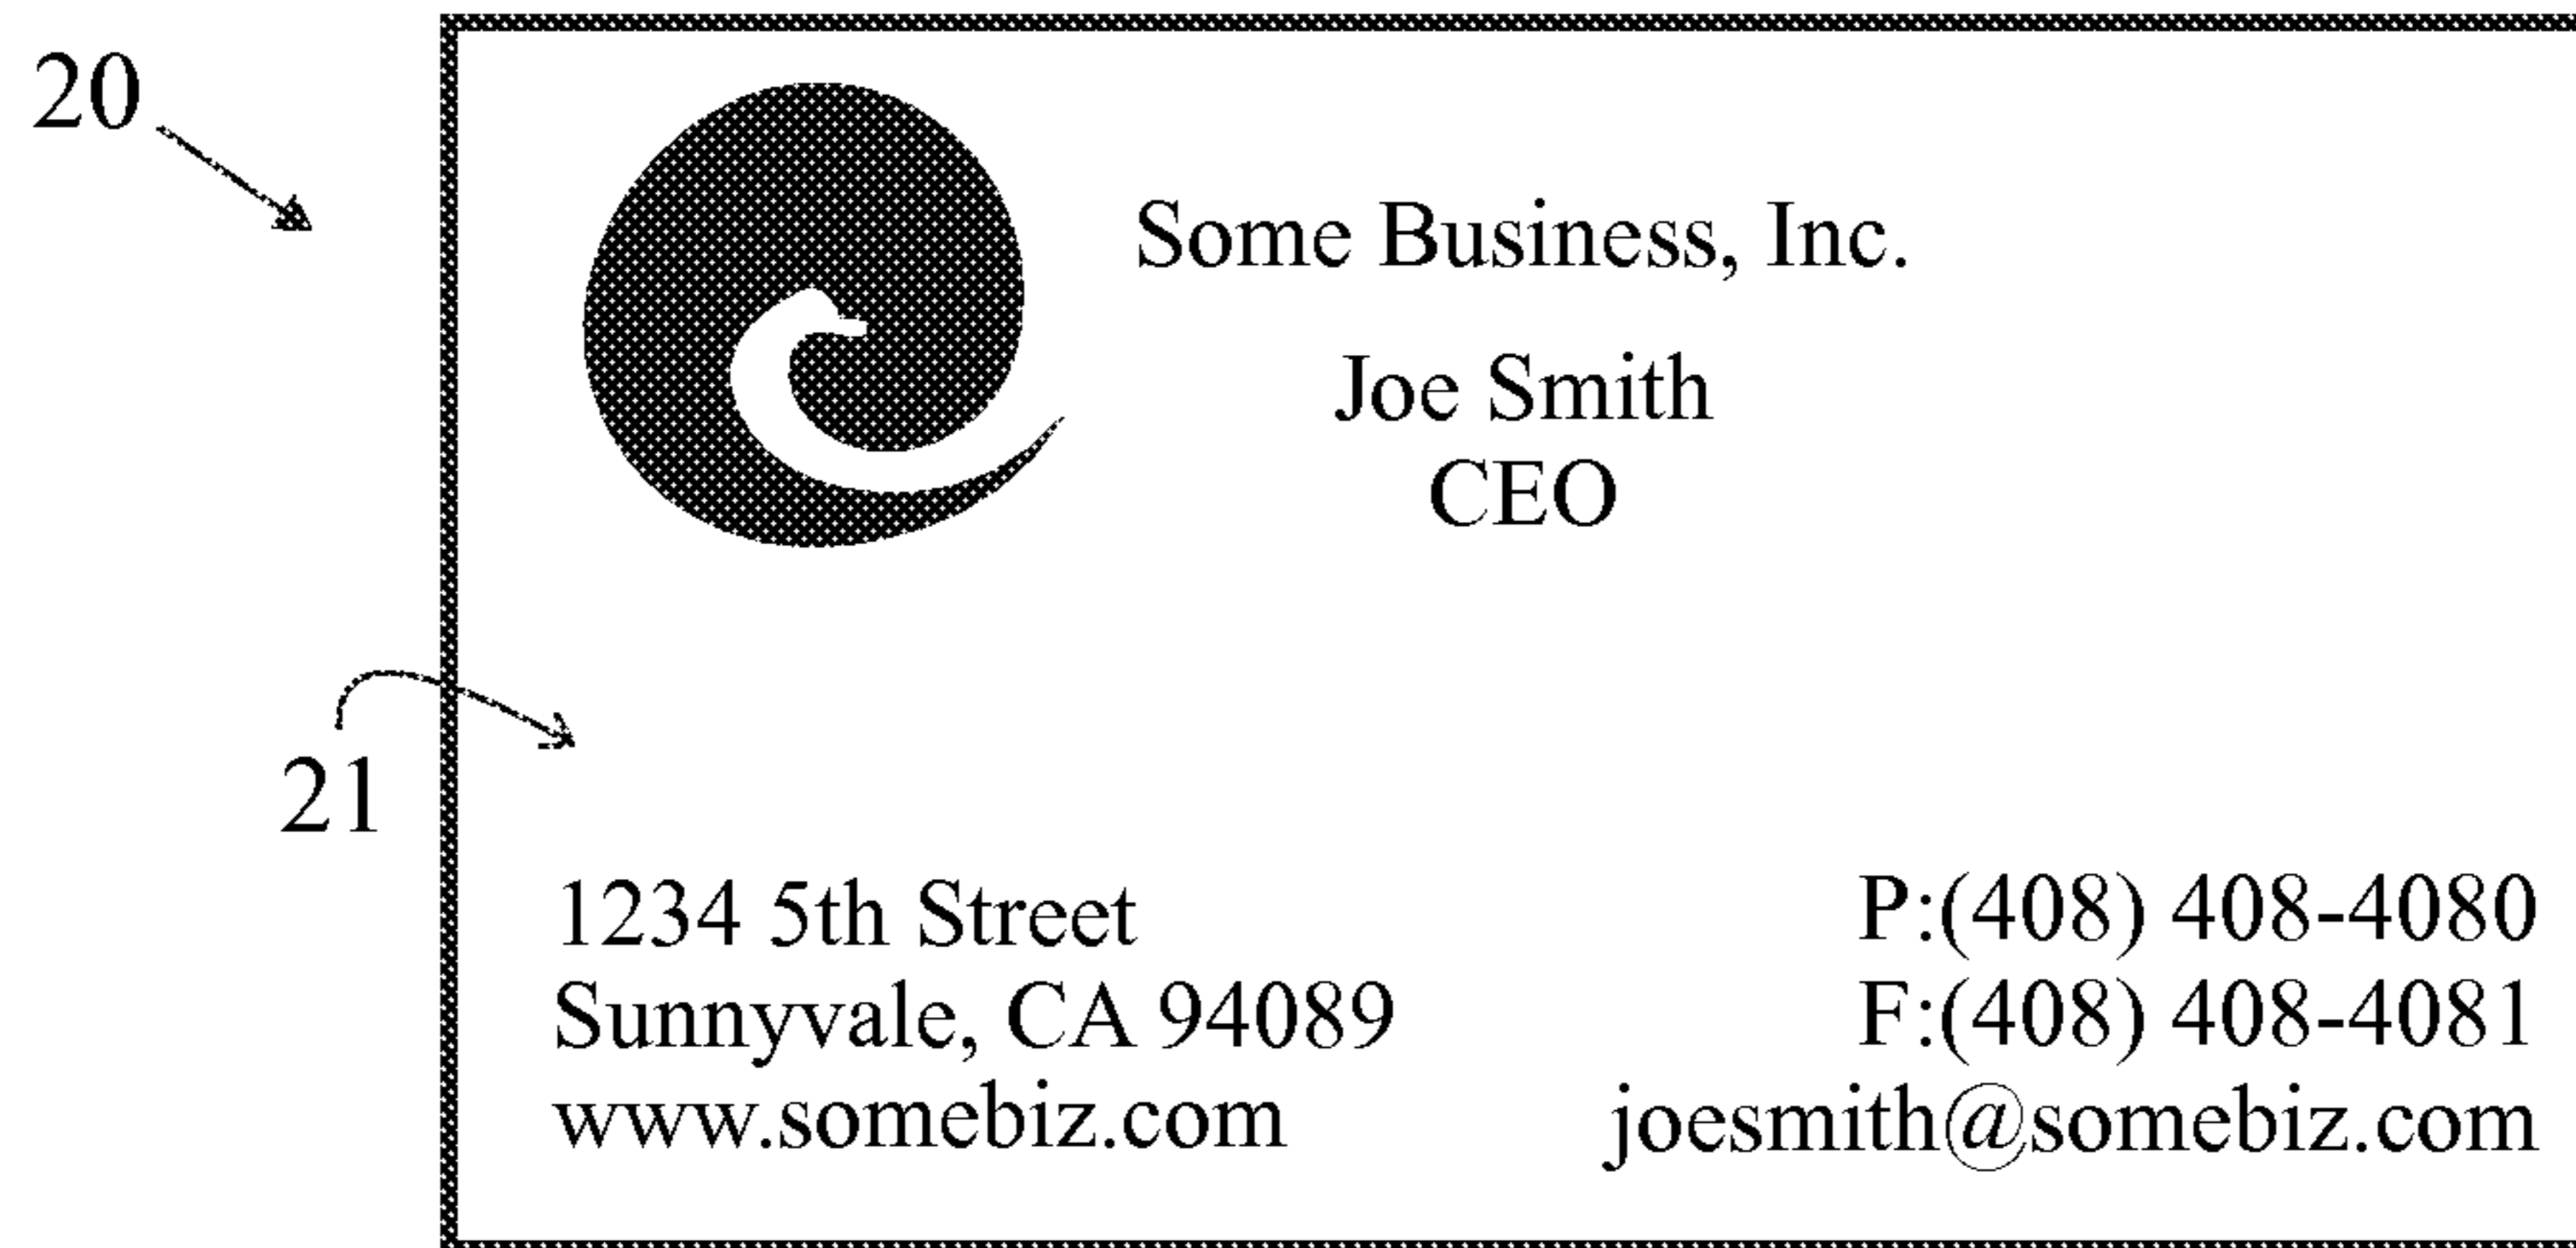 20
Some Business, Inc.
Joe Smith
CEO
21
1234 5th Street
Sunnyvale, CA 94089
www.somebiz.com
P:(408) 408-4080
F:(408) 408-4081
joesmith@somebiz.com